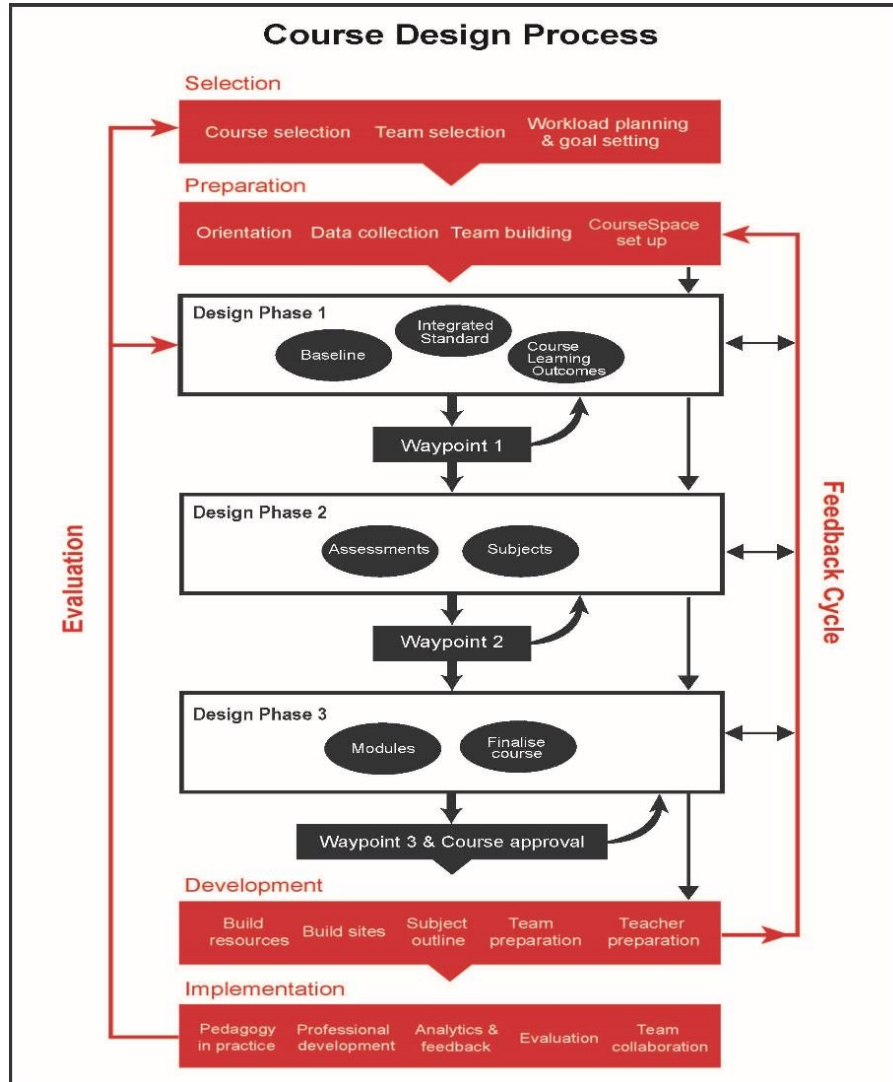 Course Design Process
Selection
Course selection
Team selection
Workload planning
& goal setting
Preparation
Orientation
Data collection
Team building
CourseSpace
set up
Design Phase 1
Baseline
Integrated
Standard
Course
Learning
Outcomes
Waypoint 1
Design Phase 2
Assessments
Subjects
Waypoint 2
Design Phase 3
Modules
Finalise
course
Waypoint 3 & Course approval
Development
Build
resources
Build sites
Subject
outline
Team
preparation
Teacher
preparation
Implementation
Pedagogy
in practice
Professional
development
Analytics &
feedback
Evaluation
Team
collaboration
Evaluation
Feedback Cycle